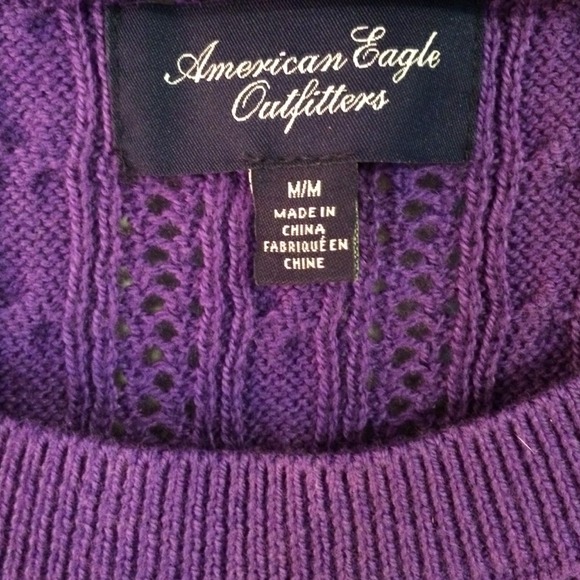 American Eagle
Outfitters
M/M
MADE IN
CHINA
FABRIQUÉ EN
CHINE